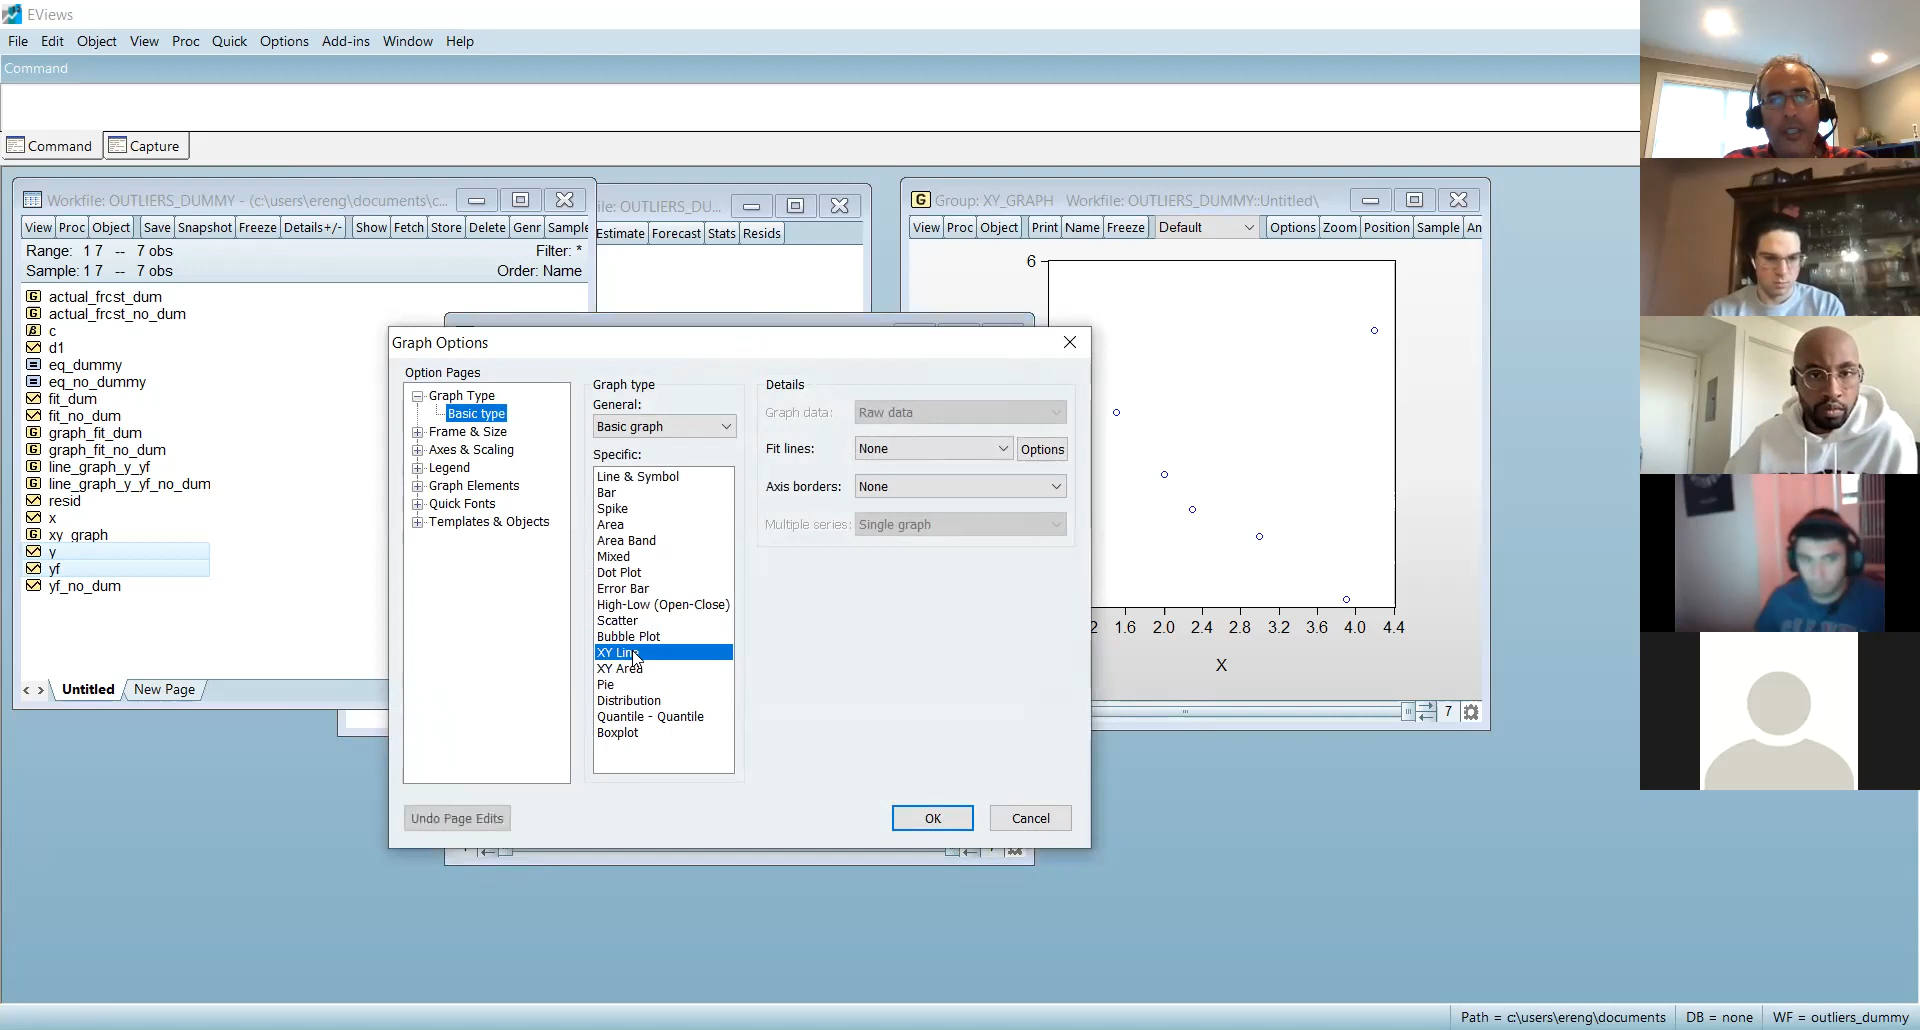 EViews
File Edit Object View Proc Quick Options Add-ins Window Help
Command
Command Capture
Workfile: OUTLIERS_DUMMY - (c:\users\ereng\documents\c...
View Proc Object Save Snapshot Freeze Details+/- Show Fetch Store Delete Genr Sample
Range: 1 7 -- 7 obs Filter: *
Sample: 1 7 -- 7 obs Order: Name
actual_frcst_dum
actual_frcst_no_dum
c
d1
eq_dummy
eq_no_dummy
fit_dum
fit_no_dum
graph_fit_dum
graph_fit_no_dum
line_graph_y_yf
line_graph_y_yf_no_dum
resid
x
xy_graph
y
yf
yf_no_dum
Untitled New Page
ile: OUTLIERS_DU...
Estimate Forecast Stats Resids
Group: XY_GRAPH Workfile: OUTLIERS_DUMMY::Untitled\
View Proc Object Print Name Freeze Default Options Zoom Position Sample An
6
2 1.6 2.0 2.4 2.8 3.2 3.6 4.0 4.4
X
7
Graph Options
Option Pages
Graph Type
Basic type
Frame & Size
Axes & Scaling
Legend
Graph Elements
Quick Fonts
Templates & Objects
Graph type
General:
Basic graph
Specific:
Line & Symbol
Bar
Spike
Area
Area Band
Mixed
Dot Plot
Error Bar
High-Low (Open-Close)
Scatter
Bubble Plot
XY Line
XY Area
Pie
Distribution
Quantile - Quantile
Boxplot
Details
Graph data: Raw data
Fit lines: None Options
Axis borders: None
Multiple series: Single graph
Undo Page Edits OK Cancel
Path = c:\users\ereng\documents DB = none WF = outliers_dummy